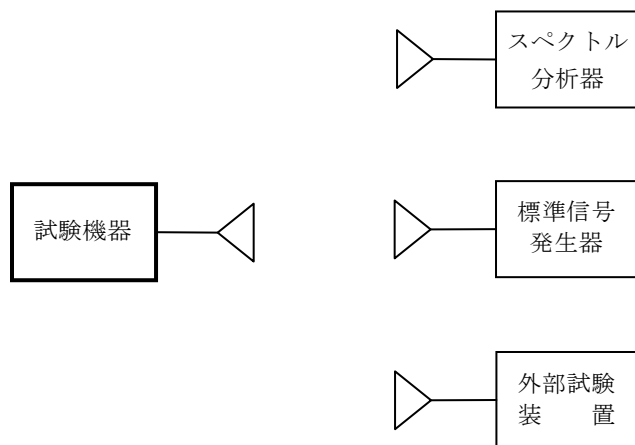 スペクトル
分析器
試験機器
標準信号
発生器
外部試験
装　　置